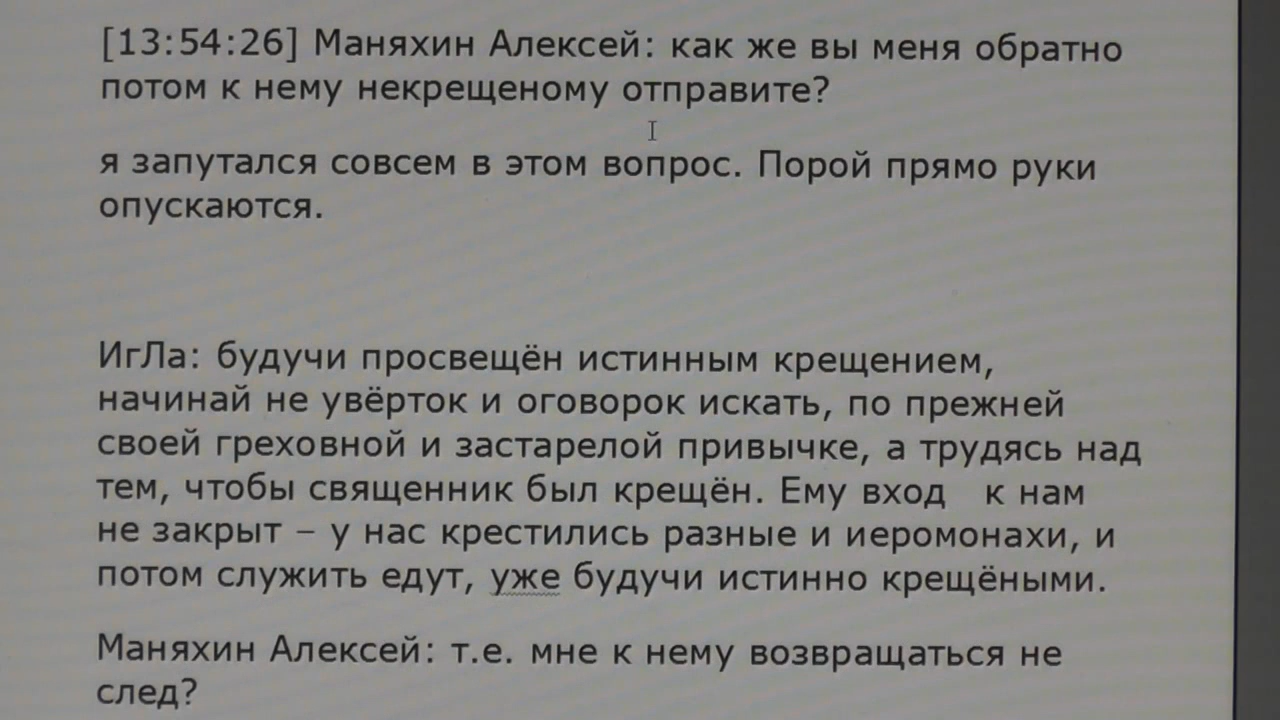 [13:54:26] Маняхин Алексей: как же вы меня обратно
потом к нему некрещеному отправите?
я запутался совсем в этом вопрос. Порой прямо руки
опускаются.
ИгЛа: будучи просвещён истинным крещением,
начинай не увёрток и оговорок искать, по прежней
своей греховной и застарелой привычке, а трудясь над
тем, чтобы священник был крещён. Ему вход к нам
не закрыт – у нас крестились разные и иеромонахи, и
потом служить едут, уже будучи истинно крещёными.
Маняхин Алексей: т.е. мне к нему возвращаться не
след?